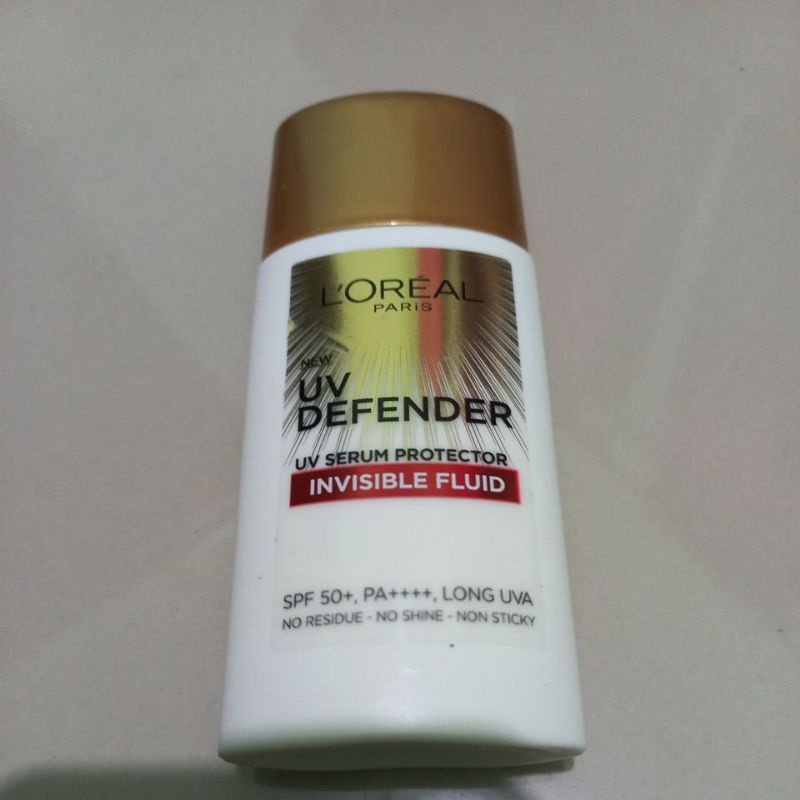 L'ORÉAL
PARiS
NEW
UV
DEFENDER
UV SERUM PROTECTOR
INVISIBLE FLUID
SPF 50+, PA++++, LONG UVA
NO RESIDUE - NO SHINE - NON STICKY